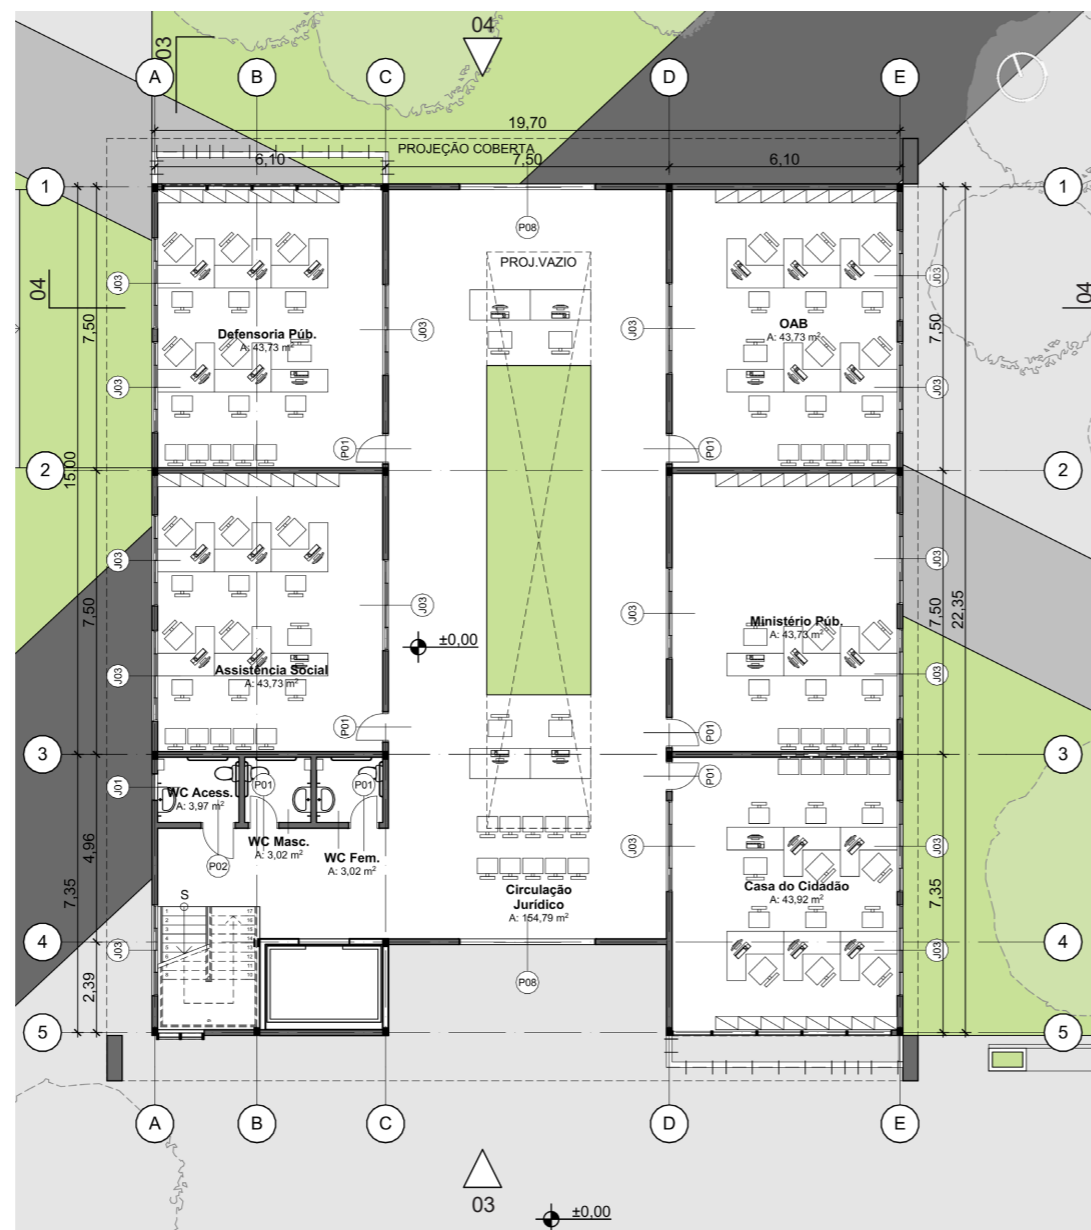 04
03
A
B
C
D
E
19,70
PROJEÇÃO COBERTA
6,10
7,50
6,10
1
1
P08
PROJ.VAZIO
04
J03
J03
J03
J03
04
7,50
Defensoria Púb.
A: 43,73 m²
OAB
A: 43,73 m²
7,50
J03
J03
P01
P01
2
2
15,00
J03
J03
J03
7,50
±0,00
Assistência Social
A: 43,73 m²
Ministério Púb.
A: 43,73 m²
7,50
22,35
J03
J03
P01
P01
3
3
J01
WC Acess.
A: 3,97 m²
P01
P01
P01
WC Masc.
A: 3,02 m²
WC Fem.
A: 3,02 m²
P02
4,96
7,35
J03
J03
Circulação
Jurídico
A: 154,79 m²
Casa do Cidadão
A: 43,92 m²
7,35
S
4
4
J03
J03
P08
2,39
5
5
A
B
C
D
E
03
±0,00